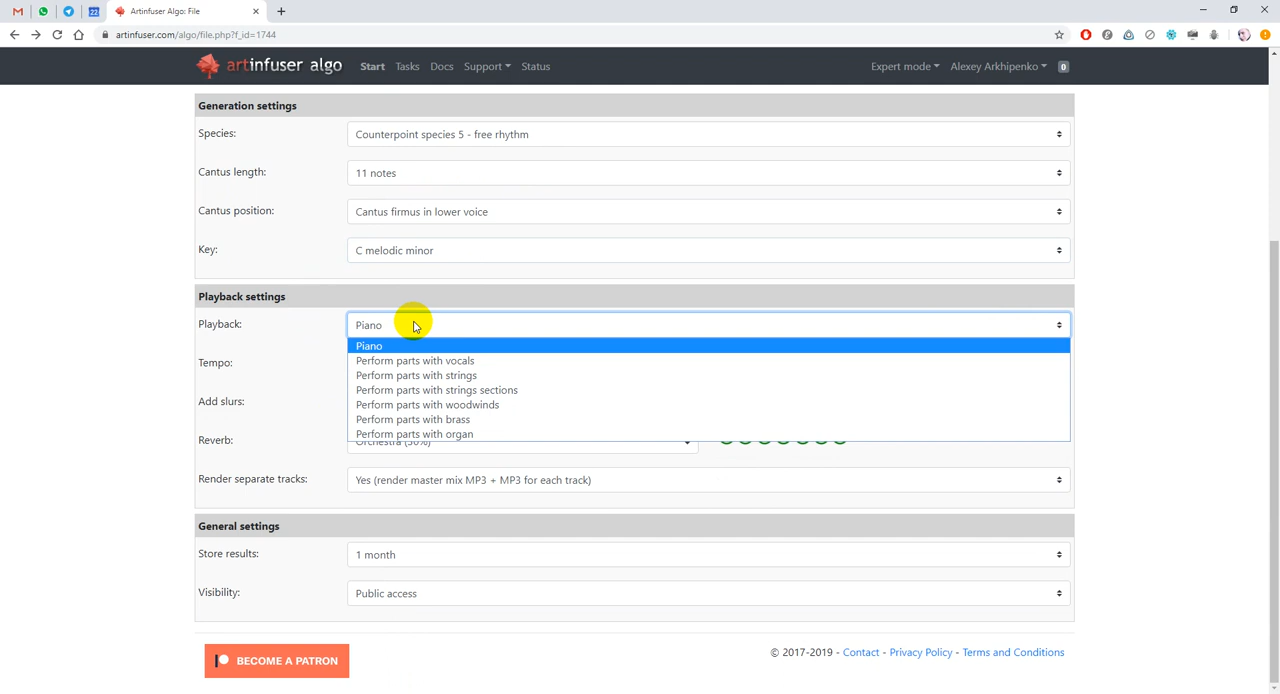 22
Artinfuser Algo: File
artinfuser.com/algo/file.php?f_id=1744
artinfuser algo Start Tasks Docs Support Status Expert mode Alexey Arkhipenko 0
Generation settings
Species: Counterpoint species 5 - free rhythm
Cantus length: 11 notes
Cantus position: Cantus firmus in lower voice
Key: C melodic minor
Playback settings
Playback: Piano
Piano
Perform parts with vocals
Tempo:
Perform parts with strings
Perform parts with strings sections
Add slurs:
Perform parts with woodwinds
Perform parts with brass
Perform parts with organ
Reverb: Orchestra (50%)
Render separate tracks: Yes (render master mix MP3 + MP3 for each track)
General settings
Store results: 1 month
Visibility: Public access
BECOME A PATRON
© 2017-2019 - Contact - Privacy Policy - Terms and Conditions